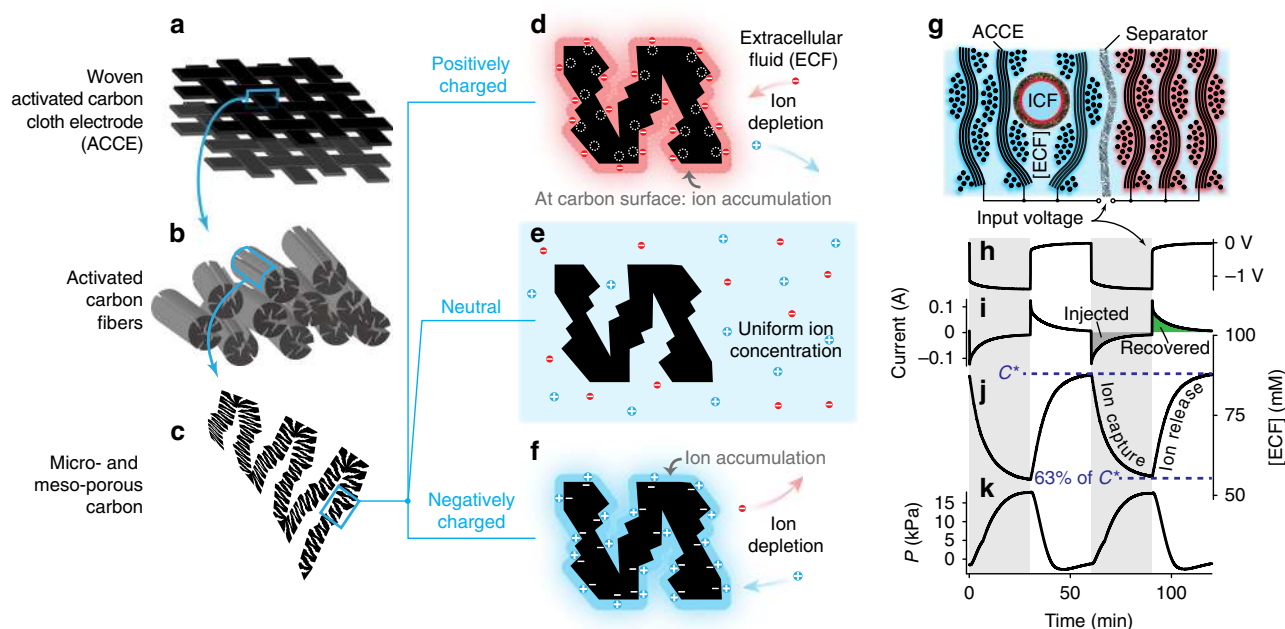 a
Woven
activated carbon
cloth electrode
(ACCE)
b
Activated
carbon
fibers
c
Micro- and
meso-porous
carbon
Positively
charged
Neutral
Negatively
charged
d
Extracellular
fluid (ECF)
Ion
depletion
At carbon surface: ion accumulation
e
Uniform ion
concentration
f
Ion accumulation
Ion
depletion
g
ACCE
Separator
ICF
[ECF]
Input voltage
h
0 V
−1 V
i
Current (A)
0.1
0
−0.1
Injected
Recovered
j
C*
63% of C*
Ion capture
Ion release
100
75
50
[ECF] (mM)
k
P (kPa)
15
10
5
0
0
50
100
Time (min)